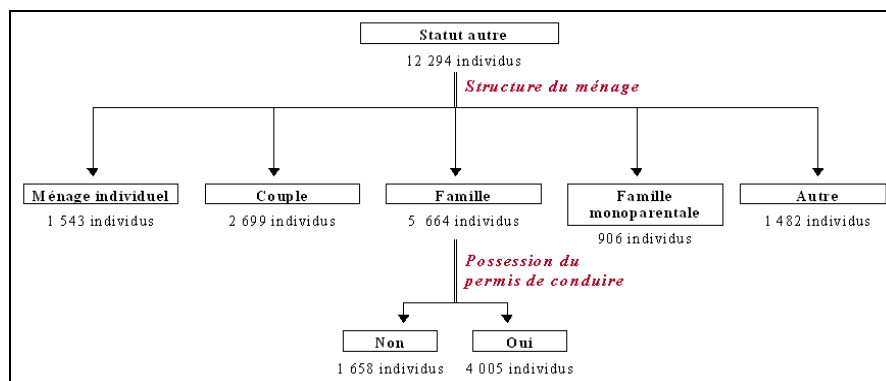 Statut autre
12 294 individus
Structure du ménage
Ménage individuel
1 543 individus
Couple
2 699 individus
Famille
5 664 individus
Famille
monoparentale
906 individus
Autre
1 482 individus
Possession du
permis de conduire
Non
1 658 individus
Oui
4 005 individus